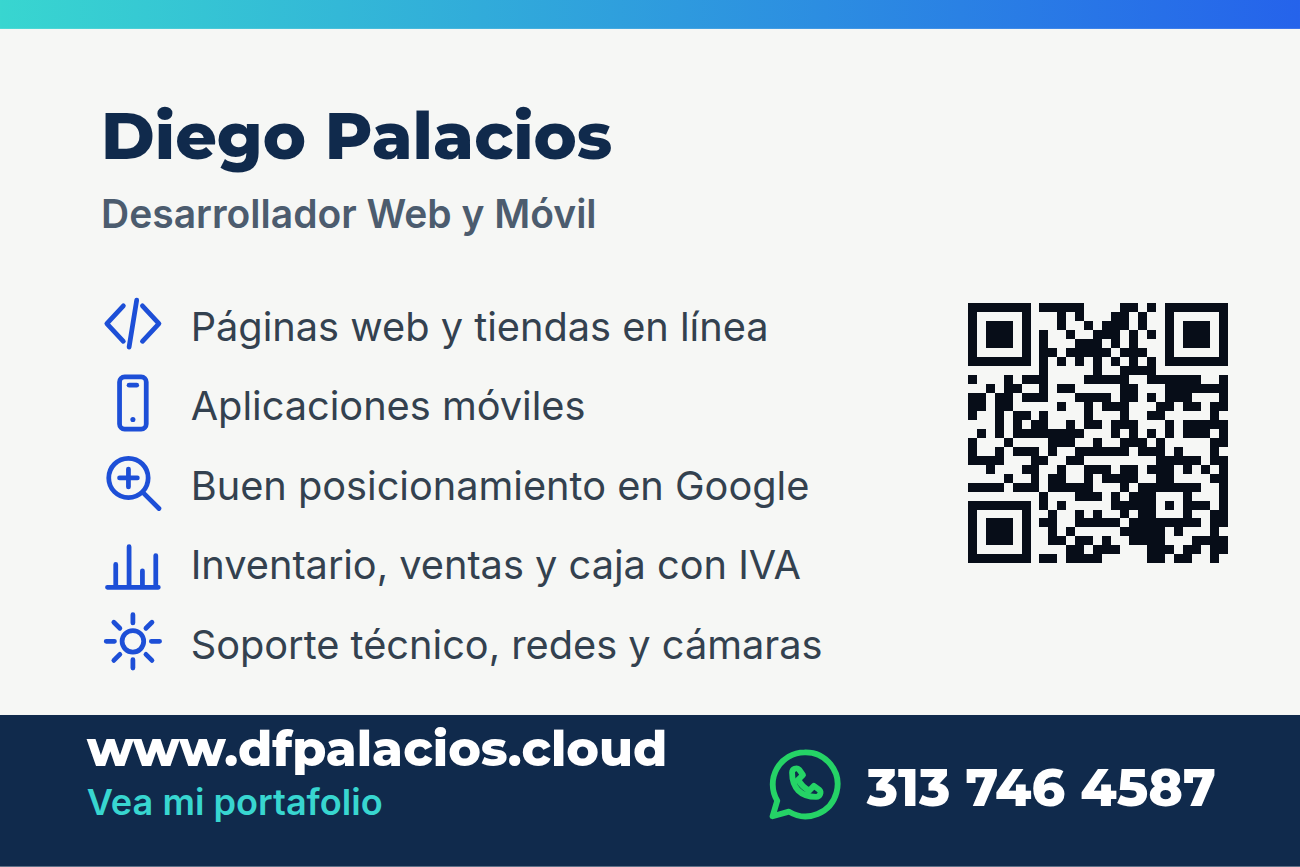 Diego Palacios
Desarrollador Web y Móvil
Páginas web y tiendas en línea
Aplicaciones móviles
Buen posicionamiento en Google
Inventario, ventas y caja con IVA
Soporte técnico, redes y cámaras
www.dfpalacios.cloud
Vea mi portafolio
313 746 4587